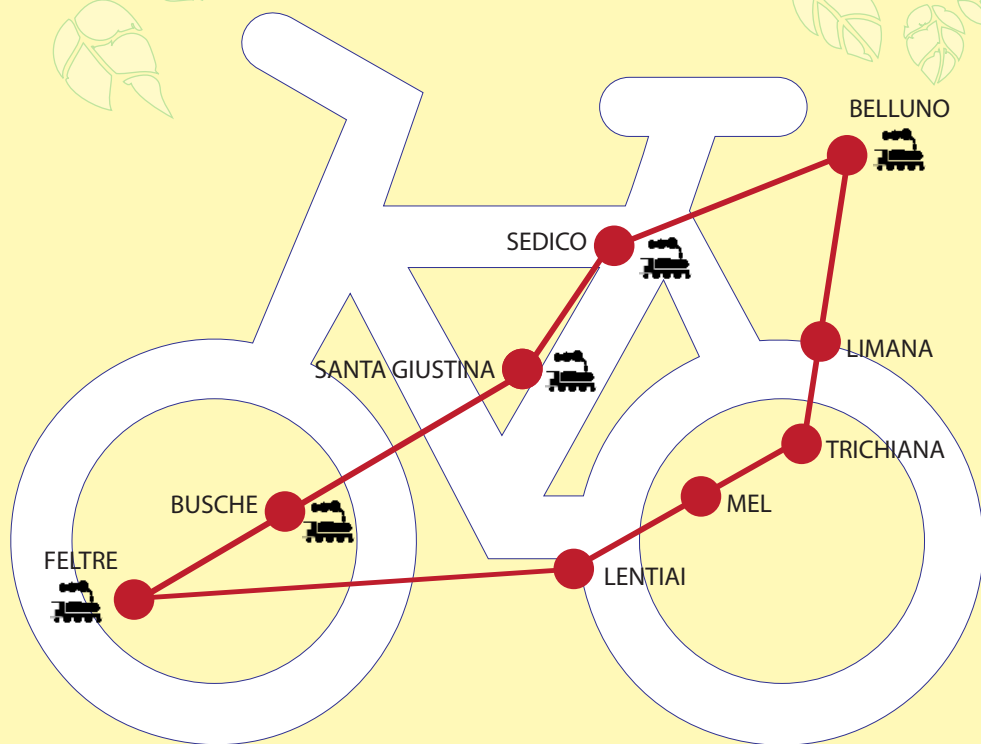 BELLUNO
SEDICO
LIMANA
SANTA GIUSTINA
TRICHIANA
BUSCHE
MEL
FELTRE
LENTIAI